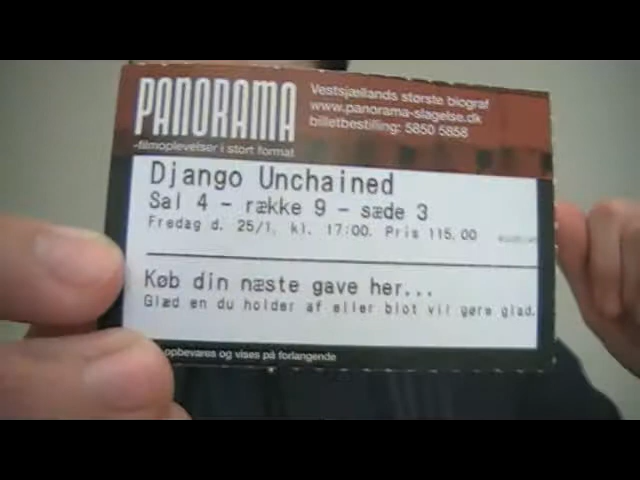 PANORAMA
-filmoplevelser i stort format
Vestsjællands største biograf
www.panorama-slagelse.dk
billetbestilling: 5850 5858
Django Unchained
Sal 4 - række 9 - sæde 3
Fredag d. 25/1. kl. 17:00. Pris 115,00
Køb din næste gave her...
Glæd en du holder af eller blot vil gøre glad.
opbevares og vises på forlangende